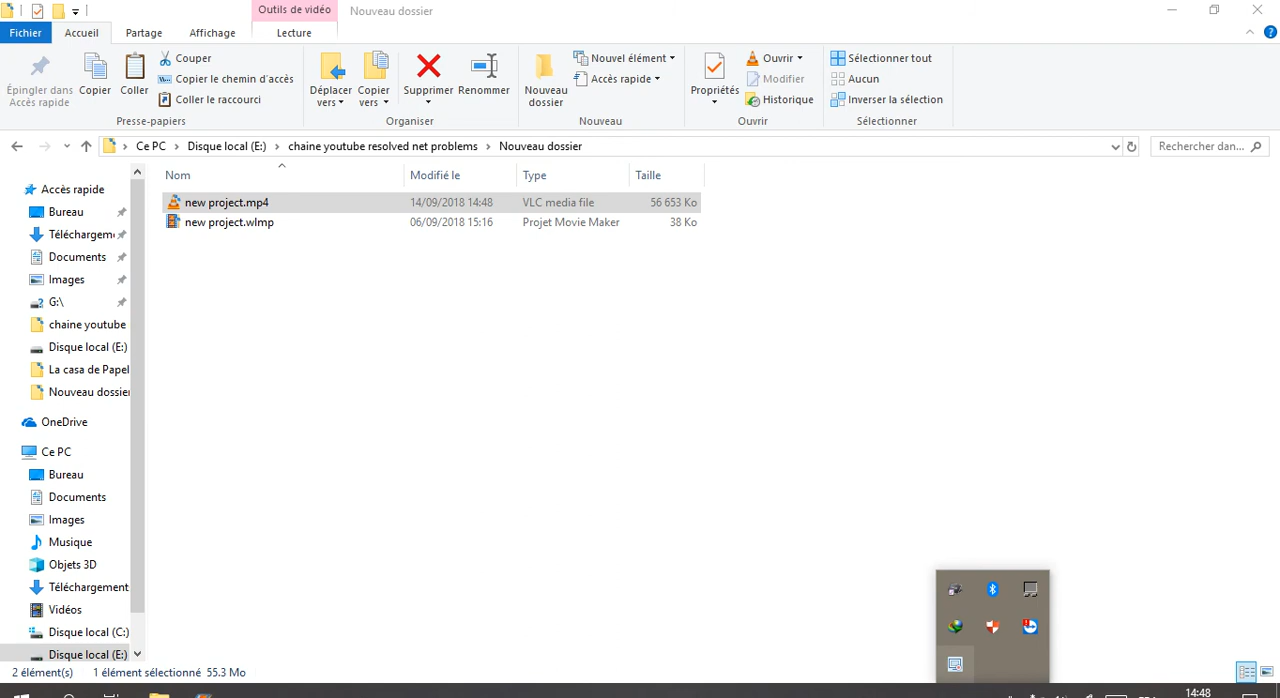 Outils de vidéo
Nouveau dossier
Fichier
Accueil
Partage
Affichage
Lecture
Épingler dans
Accès rapide
Copier
Coller
Couper
Copier le chemin d'accès
Coller le raccourci
Presse-papiers
Déplacer
vers
Copier
vers
Supprimer
Renommer
Organiser
Nouveau
dossier
Nouvel élément
Accès rapide
Nouveau
Propriétés
Ouvrir
Modifier
Historique
Ouvrir
Sélectionner tout
Aucun
Inverser la sélection
Sélectionner
Ce PC > Disque local (E:) > chaine youtube resolved net problems > Nouveau dossier
Rechercher dan...
Nom
Modifié le
Type
Taille
new project.mp4 14/09/2018 14:48 VLC media file 56 653 Ko
new project.wlmp 06/09/2018 15:16 Projet Movie Maker 38 Ko
Accès rapide
Bureau
Téléchargem
Documents
Images
G:\
chaine youtube
Disque local (E:)
La casa de Papel
Nouveau dossier
OneDrive
Ce PC
Bureau
Documents
Images
Musique
Objets 3D
Téléchargement
Vidéos
Disque local (C:)
Disque local (E:)
2 élément(s)
1 élément sélectionné 55.3 Mo
14:48